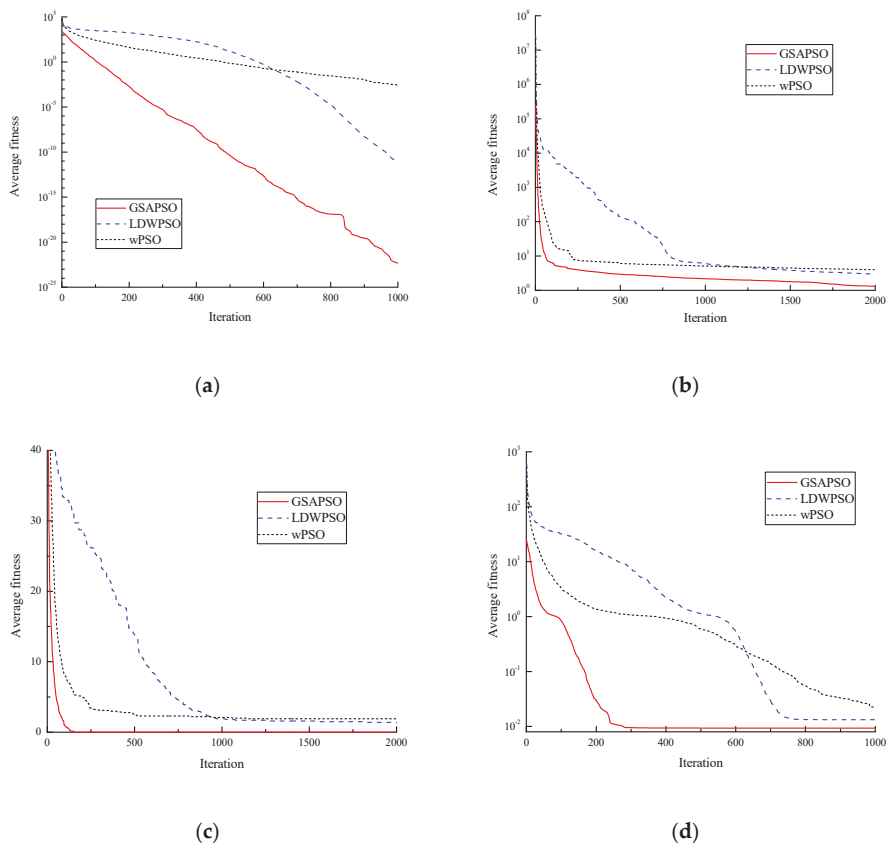 10^5
10^0
10^-5
10^-10
10^-15
10^-20
10^-25
Average fitness
GSAPSO
LDWPSO
wPSO
0 200 400 600 800 1000
Iteration
(a)
10^8
10^7
10^6
10^5
10^4
10^3
10^2
10^1
10^0
Average fitness
GSAPSO
LDWPSO
wPSO
0 500 1000 1500 2000
Iteration
(b)
40
30
20
10
0
Average fitness
GSAPSO
LDWPSO
wPSO
0 250 500 750 1000 1250 1500 1750 2000
Iteration
(c)
10^3
10^2
10^1
10^0
10^-1
10^-2
Average fitness
GSAPSO
LDWPSO
wPSO
0 200 400 600 800 1000
Iteration
(d)